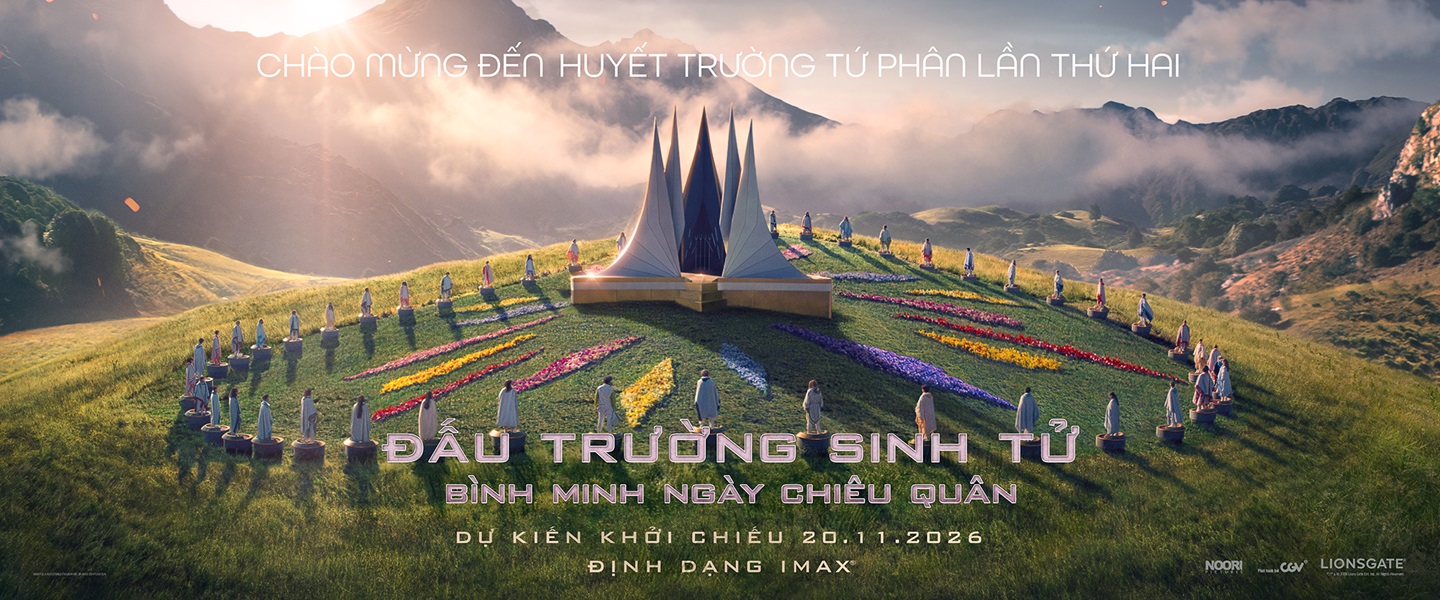 CHÀO MỪNG ĐẾN HUYẾT TRƯỜNG TỨ PHÂN LẦN THỨ HAI
ĐẤU TRƯỜNG SINH TỬ
BÌNH MINH NGÀY CHIÊU QUÂN
DỰ KIẾN KHỞI CHIẾU 20.11.2026
ĐỊNH DẠNG IMAX
NOORI
PICTURES
CGV
LIONSGATE